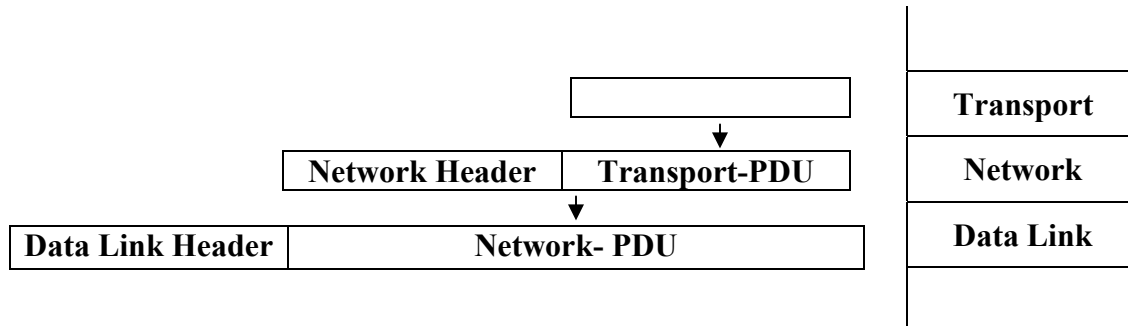 Transport
Network Header Transport-PDU Network
Data Link Header Network- PDU Data Link